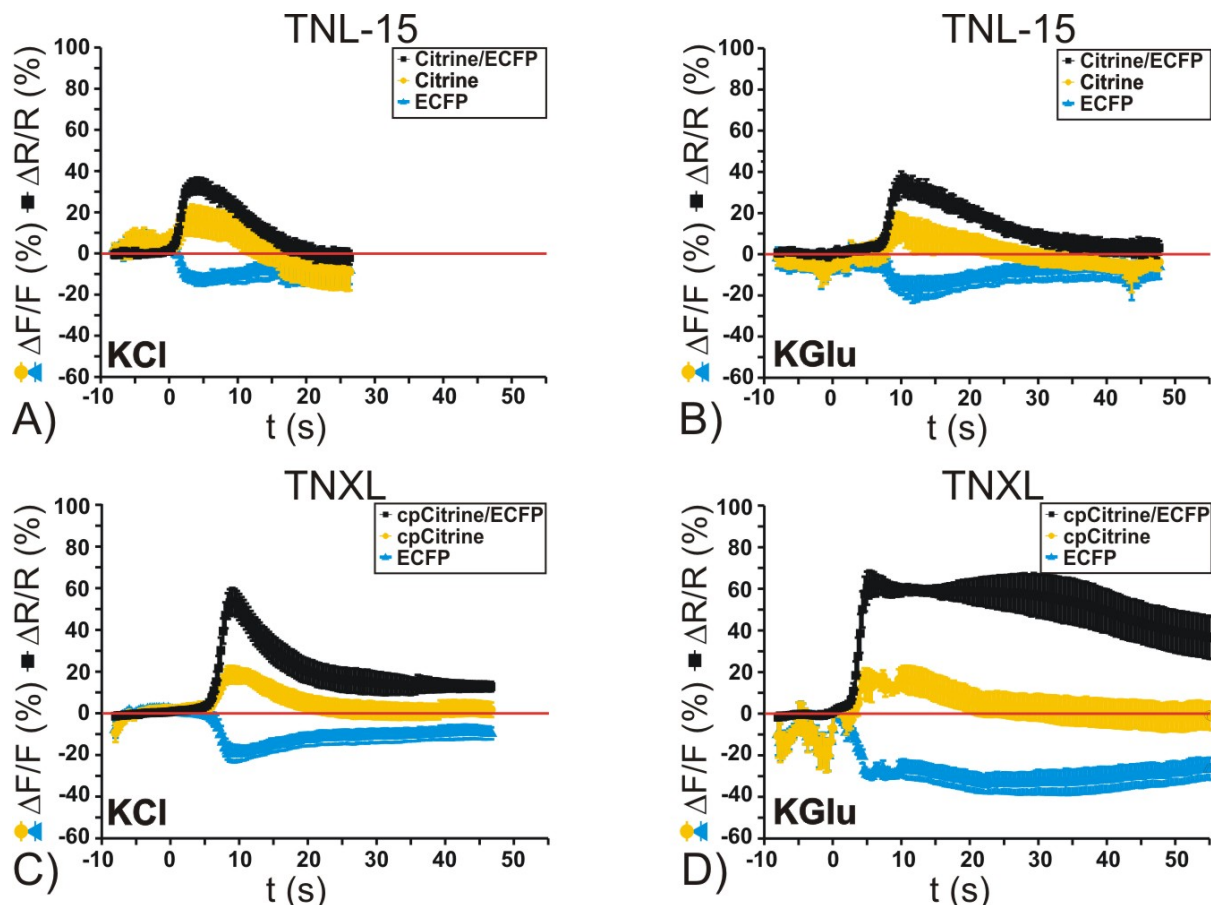 TNL-15
Citrine/ECFP
Citrine
ECFP
ΔF/F (%) ΔR/R (%)
100
80
60
40
20
0
-20
-40
-60
KCl
-10 0 10 20 30 40 50
t (s)
A)
TNL-15
Citrine/ECFP
Citrine
ECFP
ΔF/F (%) ΔR/R (%)
100
80
60
40
20
0
-20
-40
-60
KGlu
-10 0 10 20 30 40 50
t (s)
B)
TNXL
cpCitrine/ECFP
cpCitrine
ECFP
ΔF/F (%) ΔR/R (%)
100
80
60
40
20
0
-20
-40
-60
KCl
-10 0 10 20 30 40 50
t (s)
C)
TNXL
cpCitrine/ECFP
cpCitrine
ECFP
ΔF/F (%) ΔR/R (%)
100
80
60
40
20
0
-20
-40
-60
KGlu
-10 0 10 20 30 40 50
t (s)
D)